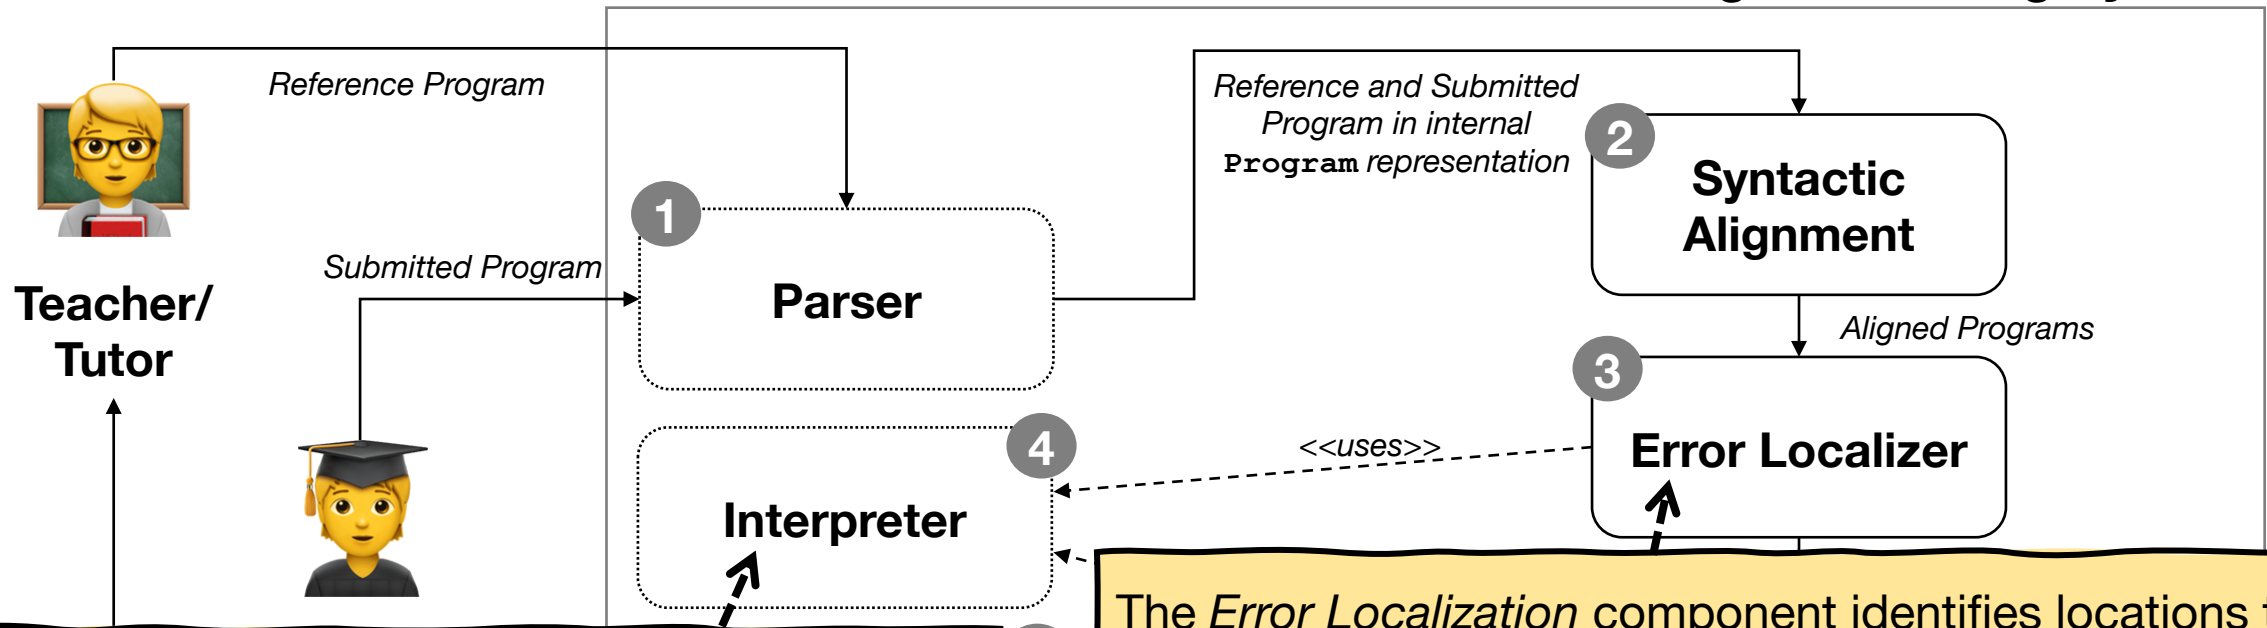 Reference Program
Reference and Submitted
Program in internal
Program representation
2
Syntactic
Alignment
1
Submitted Program
Parser
Teacher/
Tutor
Aligned Programs
3
Error Localizer
<<uses>>
4
Interpreter
The Error Localization component identifies locations